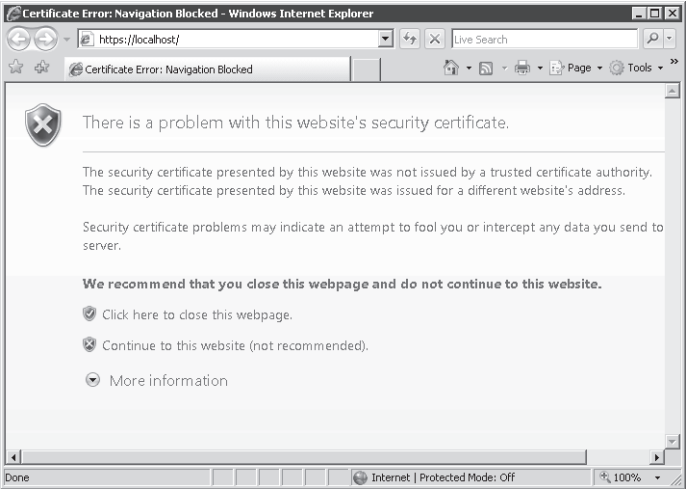 Certificate Error: Navigation Blocked - Windows Internet Explorer
https://localhost/
Live Search
Certificate Error: Navigation Blocked
Page
Tools
There is a problem with this website's security certificate.
The security certificate presented by this website was not issued by a trusted certificate authority.
The security certificate presented by this website was issued for a different website's address.
Security certificate problems may indicate an attempt to fool you or intercept any data you send to
server.
We recommend that you close this webpage and do not continue to this website.
Click here to close this webpage.
Continue to this website (not recommended).
More information
Done
Internet | Protected Mode: Off
100%